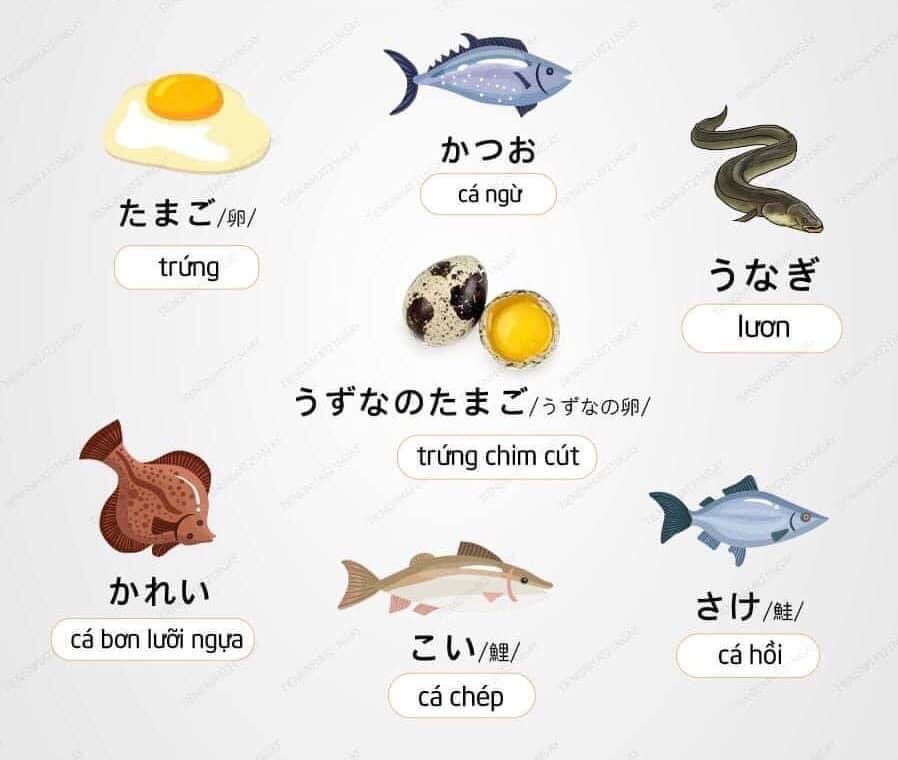 かつお
cá ngừ
たまご/卵/
trứng
うなぎ
lươn
うずなのたまご/うずなの卵/
trứng chim cút
かれい
cá bơn lưỡi ngựa
さけ/鮭/
cá hồi
こい/鯉/
cá chép